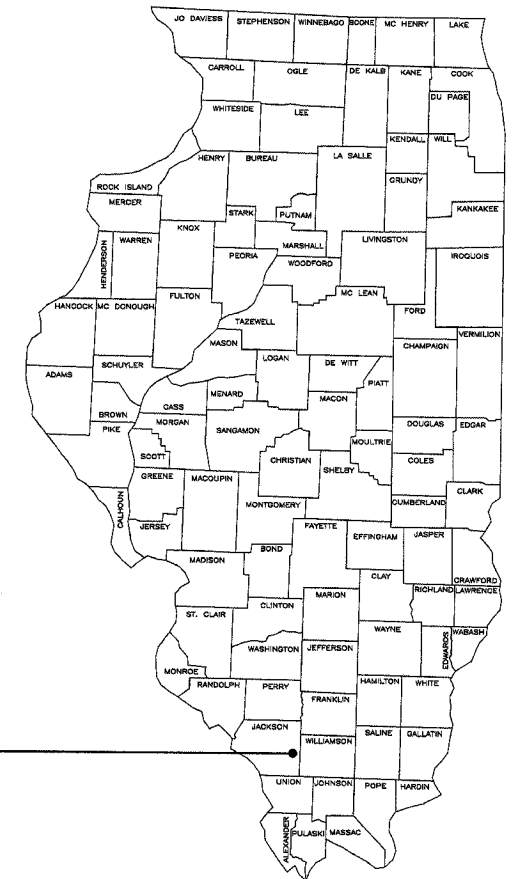 JO DAVIESS
STEPHENSON
WINNEBAGO
BOONE
MC HENRY
LAKE
CARROLL
OGLE
DE KALB
KANE
COOK
DU PAGE
WHITESIDE
LEE
KENDALL
WILL
HENRY
BUREAU
LA SALLE
GRUNDY
ROCK ISLAND
MERCER
STARK
PUTNAM
KANKAKEE
KNOX
MARSHALL
LIVINGSTON
HENDERSON
WARREN
PEORIA
WOODFORD
IROQUOIS
HANCOCK
MC DONOUGH
FULTON
MC LEAN
FORD
TAZEWELL
VERMILION
MASON
CHAMPAIGN
LOGAN
DE WITT
SCHUYLER
ADAMS
PIATT
MENARD
MACON
CASS
BROWN
MORGAN
PIKE
SANGAMON
DOUGLAS
EDGAR
MOULTRIE
SCOTT
CHRISTIAN
COLES
SHELBY
GREENE
MACOUPIN
CLARK
CALHOUN
MONTGOMERY
CUMBERLAND
JERSEY
FAYETTE
EFFINGHAM
JASPER
BOND
MADISON
CLAY
CRAWFORD
RICHLAND
LAWRENCE
MARION
CLINTON
ST. CLAIR
WAYNE
EDWARDS
WABASH
WASHINGTON
JEFFERSON
MONROE
RANDOLPH
PERRY
HAMILTON
WHITE
FRANKLIN
JACKSON
WILLIAMSON
SALINE
GALLATIN
UNION
JOHNSON
POPE
HARDIN
ALEXANDER
PULASKI
MASSAC